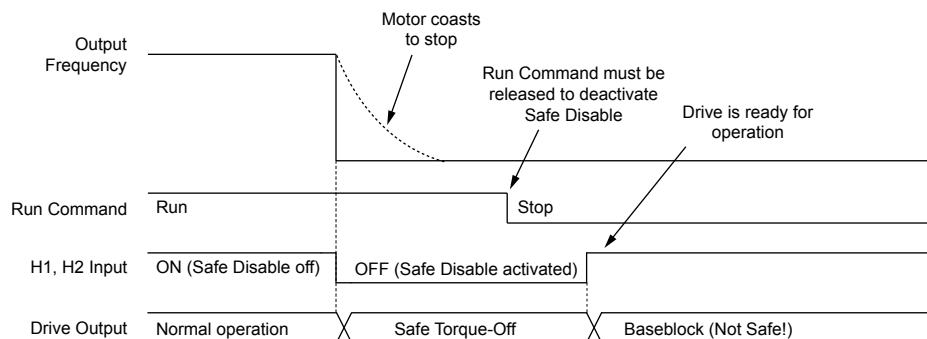 Motor coasts
to stop
Output
Frequency
Run Command must be
released to deactivate
Safe Disable
Drive is ready for
operation
Run Command
Run
Stop
H1, H2 Input
ON (Safe Disable off)
OFF (Safe Disable activated)
Drive Output
Normal operation
Safe Torque-Off
Baseblock (Not Safe!)